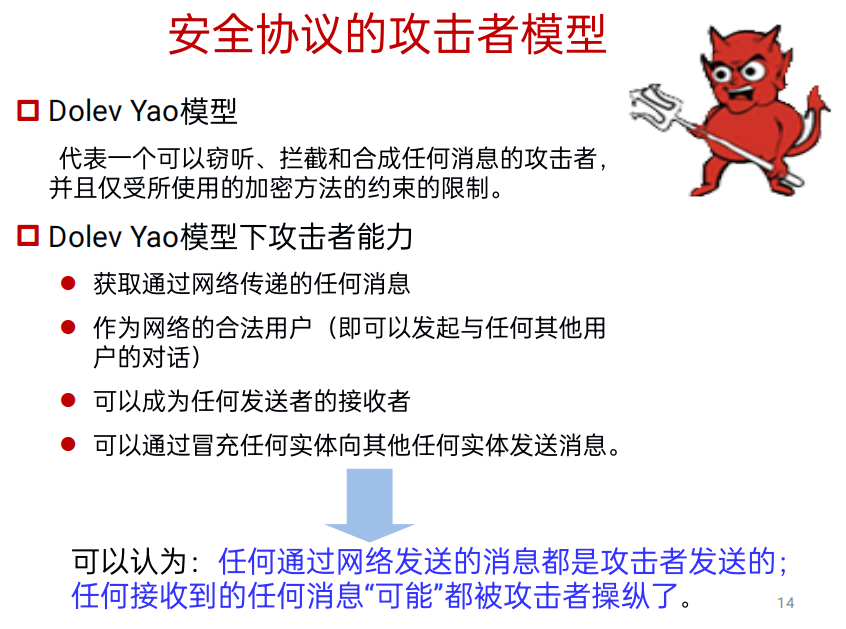 安全协议的攻击者模型
Dolev Yao模型
代表一个可以窃听、拦截和合成任何消息的攻击者，
并且仅受所使用的加密方法的约束的限制。
Dolev Yao模型下攻击者能力
获取通过网络传递的任何消息
作为网络的合法用户（即可以发起与任何其他用
户的对话）
可以成为任何发送者的接收者
可以通过冒充任何实体向其他任何实体发送消息。
可以认为：任何通过网络发送的消息都是攻击者发送的；
任何接收到的任何消息“可能”都被攻击者操纵了。
14